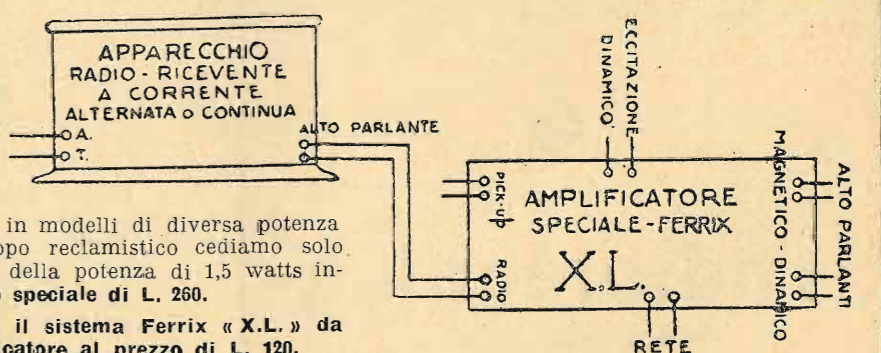 APPARECCHIO
RADIO - RICEVENTE
A CORRENTE
ALTERNATA o CONTINUA
A.
T.
ALTO PARLANTE
ECCITAZIONE
DINAMICO
PICK-UP
RADIO
AMPLIFICATORE
SPECIALE - FERRIX
X.L.
RETE
MAGNETICO - DINAMICO
ALTO PARLANTI
in modelli di diversa potenza
opo reclamistico cediamo solo
della potenza di 1,5 watts in-
o speciale di L. 260.
il sistema Ferrix « X.L. » da
catore al prezzo di L. 120.